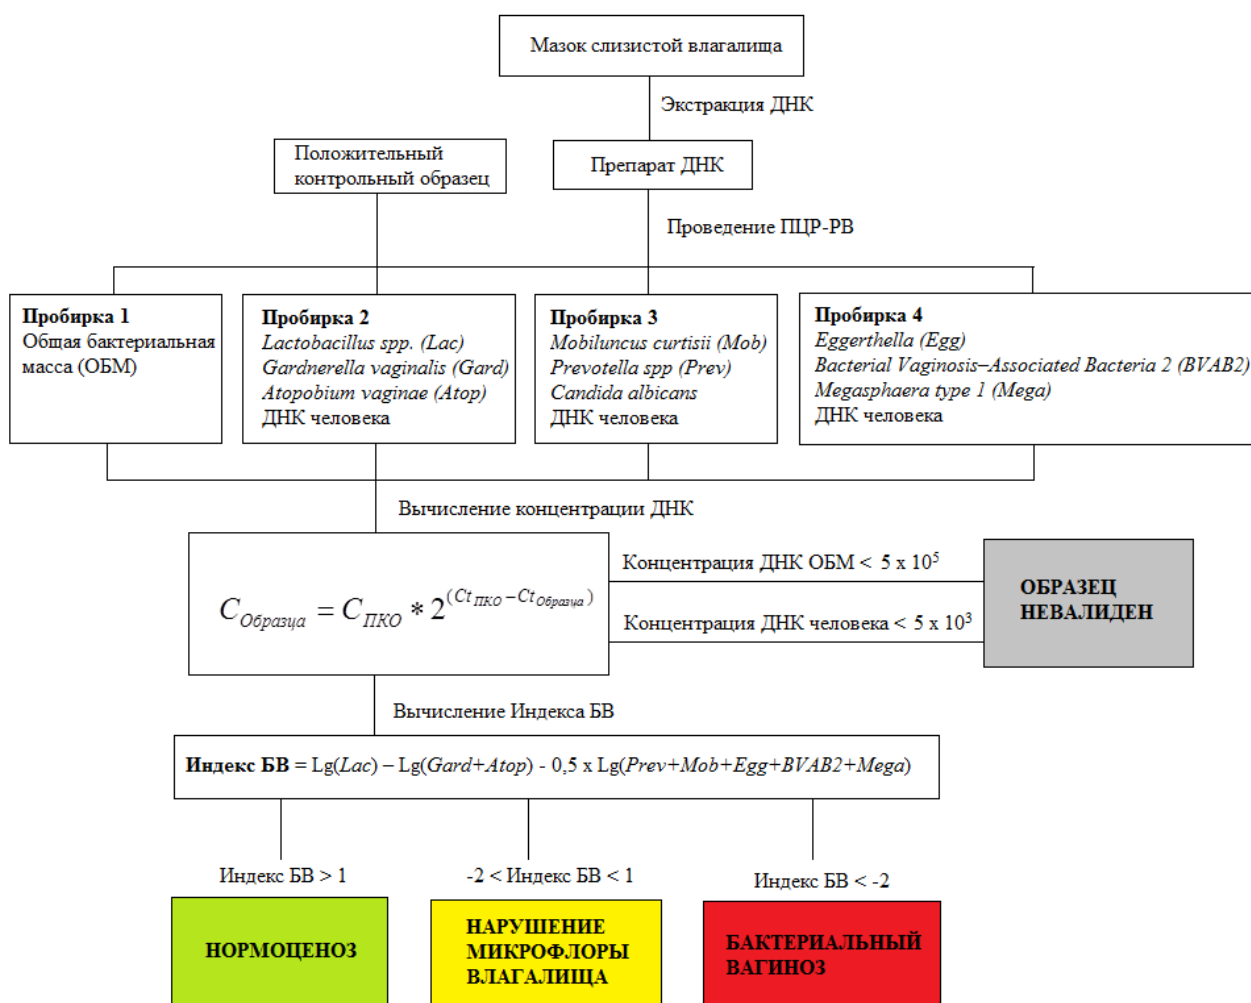 Мазок слизистой влагалища
Экстракция ДНК
Положительный
контрольный образец
Препарат ДНК
Проведение ПЦР-РВ
Пробирка 1
Общая бактериальная
масса (ОБМ)
Пробирка 2
Lactobacillus spp. (Lac)
Gardnerella vaginalis (Gard)
Atopobium vaginae (Atop)
ДНК человека
Пробирка 3
Mobiluncus curtisii (Mob)
Prevotella spp (Prev)
Candida albicans
ДНК человека
Пробирка 4
Eggerthella (Egg)
Bacterial Vaginosis–Associated Bacteria 2 (BVAB2)
Megasphaera type 1 (Mega)
ДНК человека
Вычисление концентрации ДНК
C_Образца = C_ПКО * 2^(Ct_ПКО – Ct_Образца)
Концентрация ДНК ОБМ < 5 x 10⁵
Концентрация ДНК человека < 5 x 10³
ОБРАЗЕЦ
НЕВАЛИДЕН
Вычисление Индекса БВ
Индекс БВ = Lg(Lac) – Lg(Gard+Atop) - 0,5 x Lg(Prev+Mob+Egg+BVAB2+Mega)
Индекс БВ > 1
-2 < Индекс БВ < 1
Индекс БВ < -2
НОРМОЦЕНОЗ
НАРУШЕНИЕ
МИКРОФЛОРЫ
ВЛАГАЛИЩА
БАКТЕРИАЛЬНЫЙ
ВАГИНОЗ